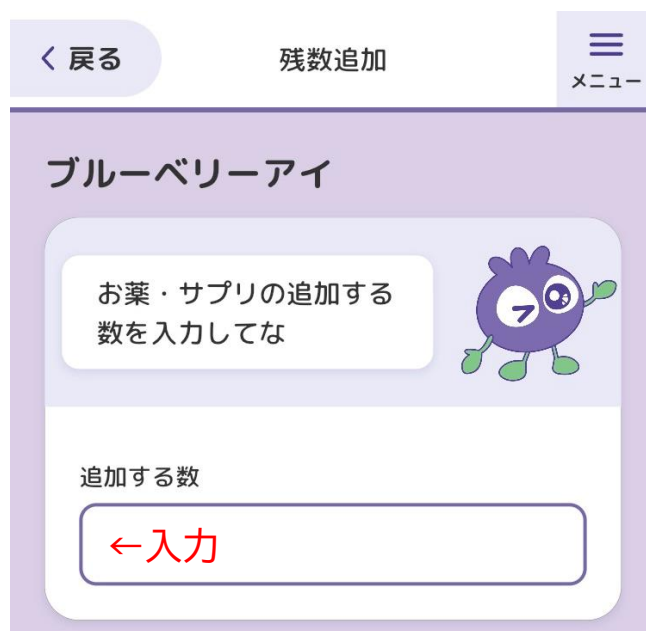 戻る
残数追加
メニュー
ブルーベリーアイ
お薬・サプリの追加する
数を入力してな
追加する数
←入力